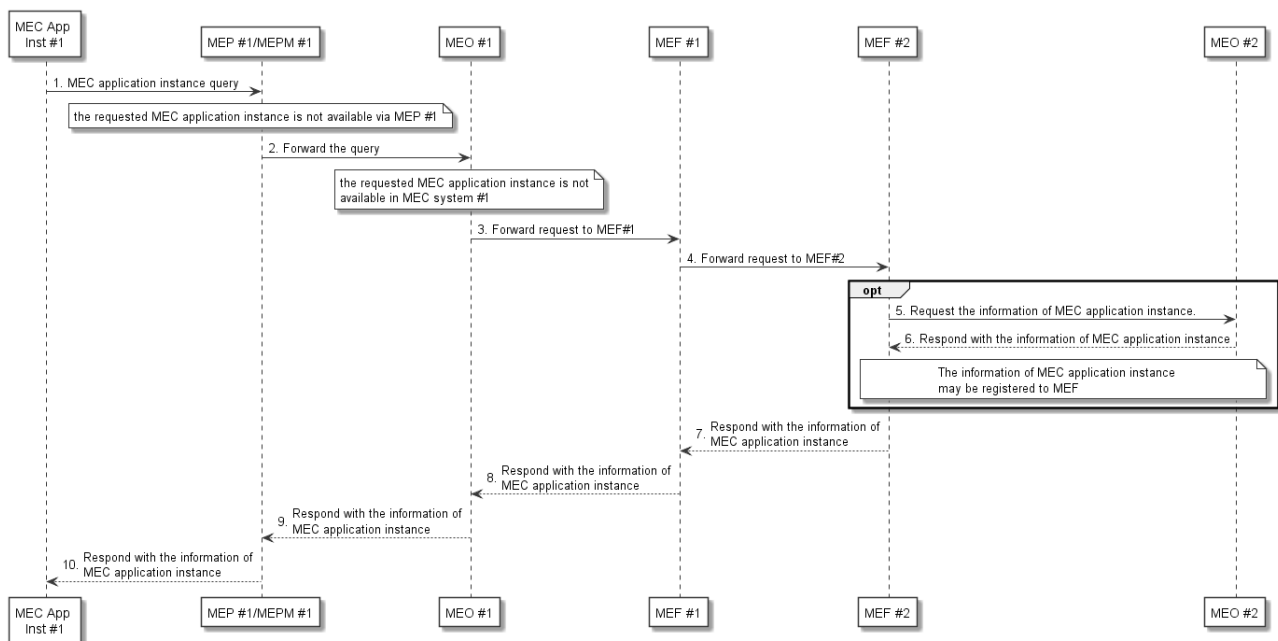 MEC App
Inst #1
MEP #1/MEPM #1
MEO #1
MEF #1
MEF #2
MEO #2
1. MEC application instance query
the requested MEC application instance is not available via MEP #1
2. Forward the query
the requested MEC application instance is not
available in MEC system #1
3. Forward request to MEF#1
4. Forward request to MEF#2
opt
5. Request the information of MEC application instance.
6. Respond with the information of MEC application instance
The information of MEC application instance
may be registered to MEF
7. Respond with the information of
MEC application instance
8. Respond with the information of
MEC application instance
9. Respond with the information of
MEC application instance
10. Respond with the information of
MEC application instance
MEC App
Inst #1
MEP #1/MEPM #1
MEO #1
MEF #1
MEF #2
MEO #2